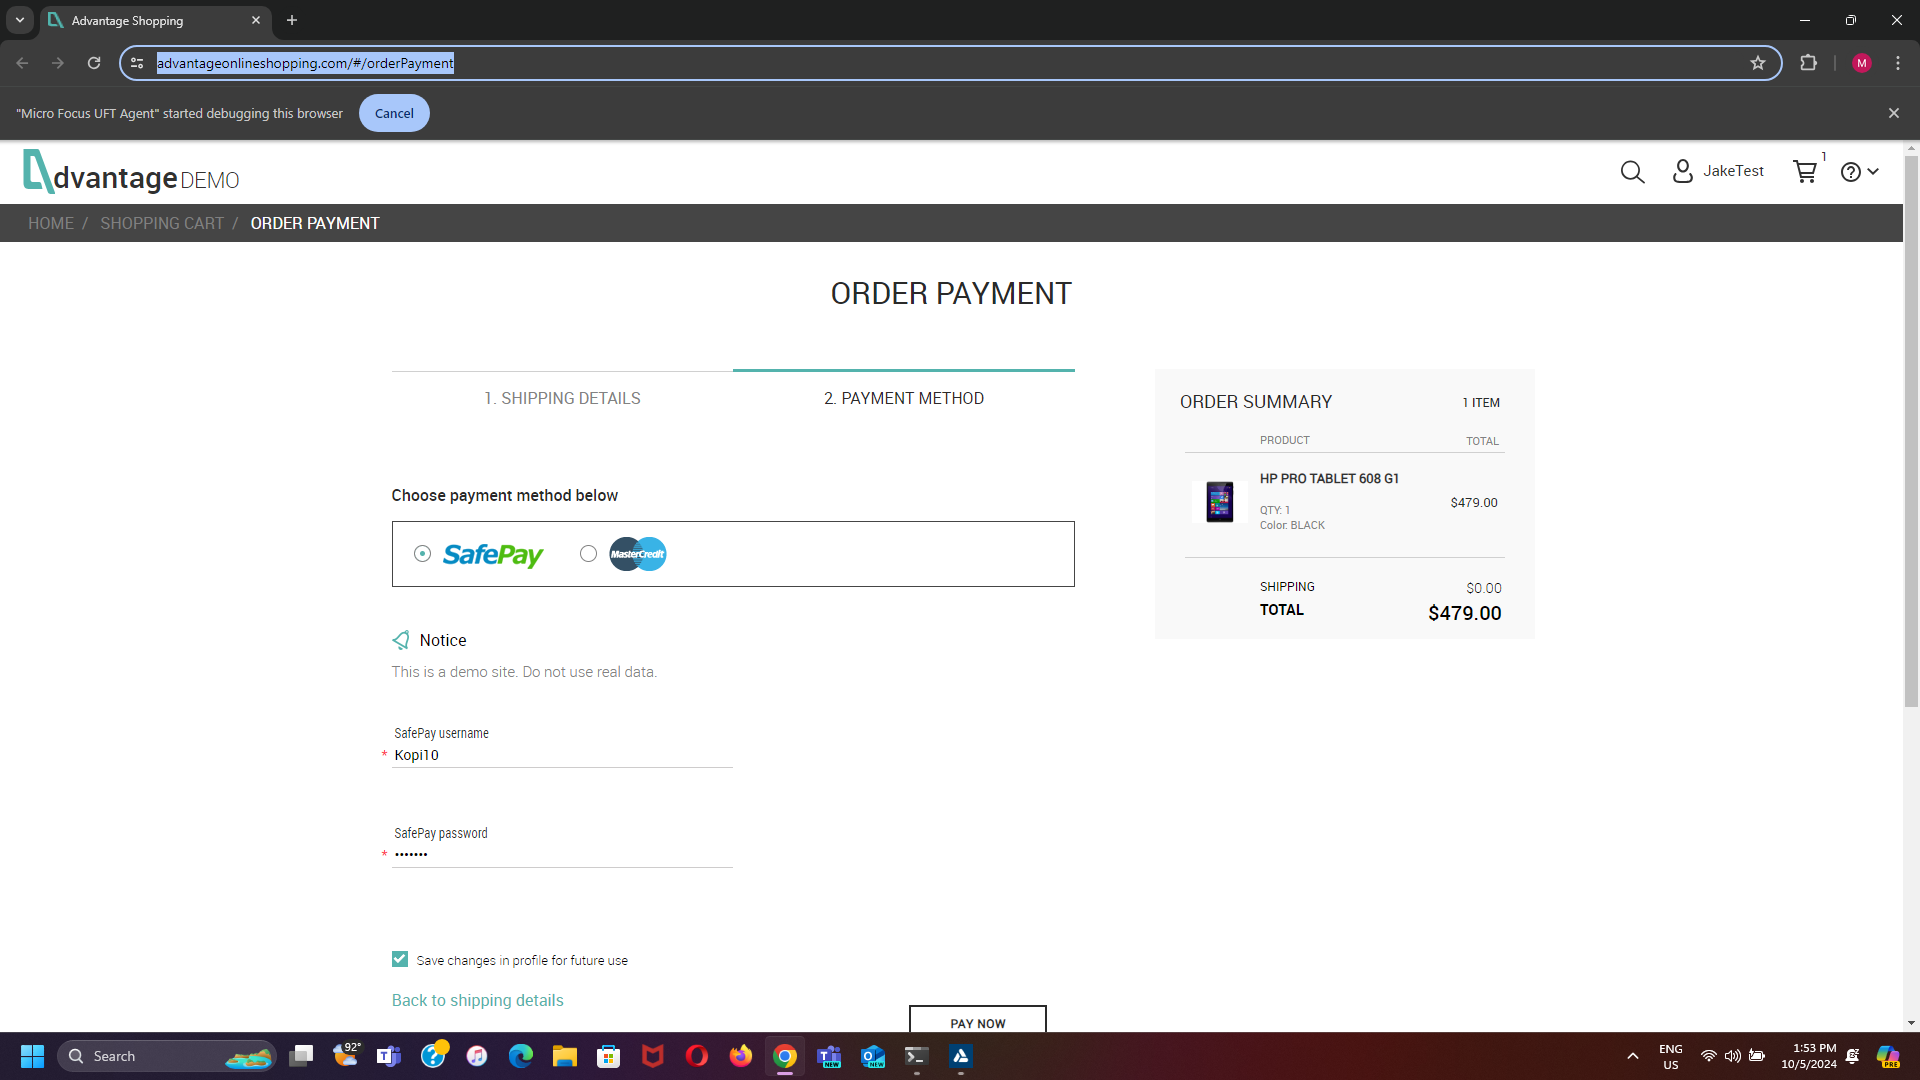 Advantage Shopping
advantageonlineshopping.com/#/orderPayment
M
"Micro Focus UFT Agent" started debugging this browser
Cancel
dvantage DEMO
JakeTest
1
HOME / SHOPPING CART / ORDER PAYMENT
ORDER PAYMENT
1. SHIPPING DETAILS
2. PAYMENT METHOD
Choose payment method below
SafePay
MasterCredit
Notice
This is a demo site. Do not use real data.
SafePay username
* Kopi10
SafePay password
* •••••••
Save changes in profile for future use
Back to shipping details
PAY NOW
ORDER SUMMARY
1 ITEM
PRODUCT
TOTAL
HP PRO TABLET 608 G1
$479.00
QTY: 1
Color: BLACK
SHIPPING
$0.00
TOTAL
$479.00
Search
92°
NEW
NEW
ENG
US
1:53 PM
10/5/2024
PRE